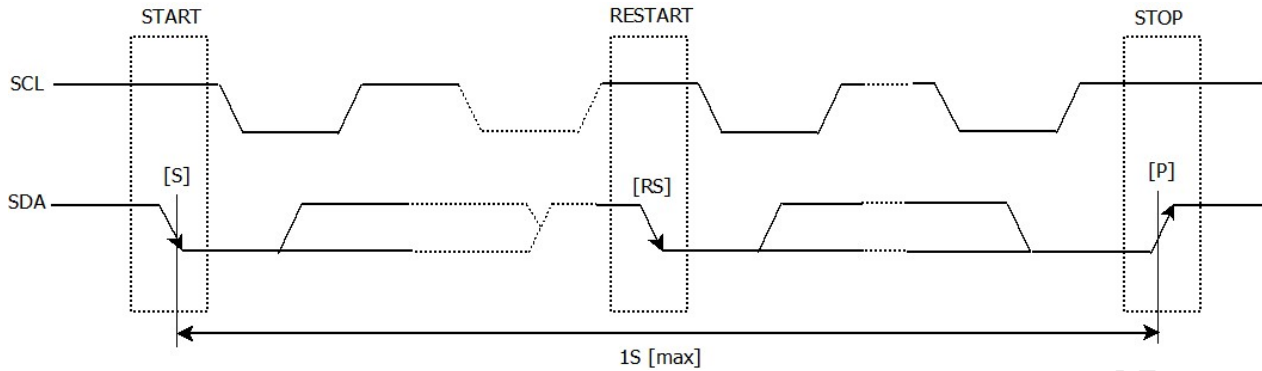 START
RESTART
STOP
SCL
[S]
[RS]
[P]
SDA
1S [max]